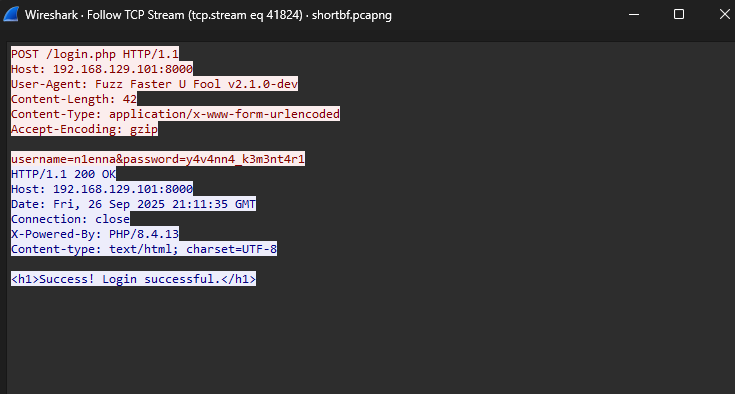 Wireshark · Follow TCP Stream (tcp.stream eq 41824) · shortbf.pcapng
POST /login.php HTTP/1.1
Host: 192.168.129.101:8000
User-Agent: Fuzz Faster U Fool v2.1.0-dev
Content-Length: 42
Content-Type: application/x-www-form-urlencoded
Accept-Encoding: gzip
username=n1enna&password=y4v4nn4_k3m3nt4r1
HTTP/1.1 200 OK
Host: 192.168.129.101:8000
Date: Fri, 26 Sep 2025 21:11:35 GMT
Connection: close
X-Powered-By: PHP/8.4.13
Content-type: text/html; charset=UTF-8
<h1>Success! Login successful.</h1>